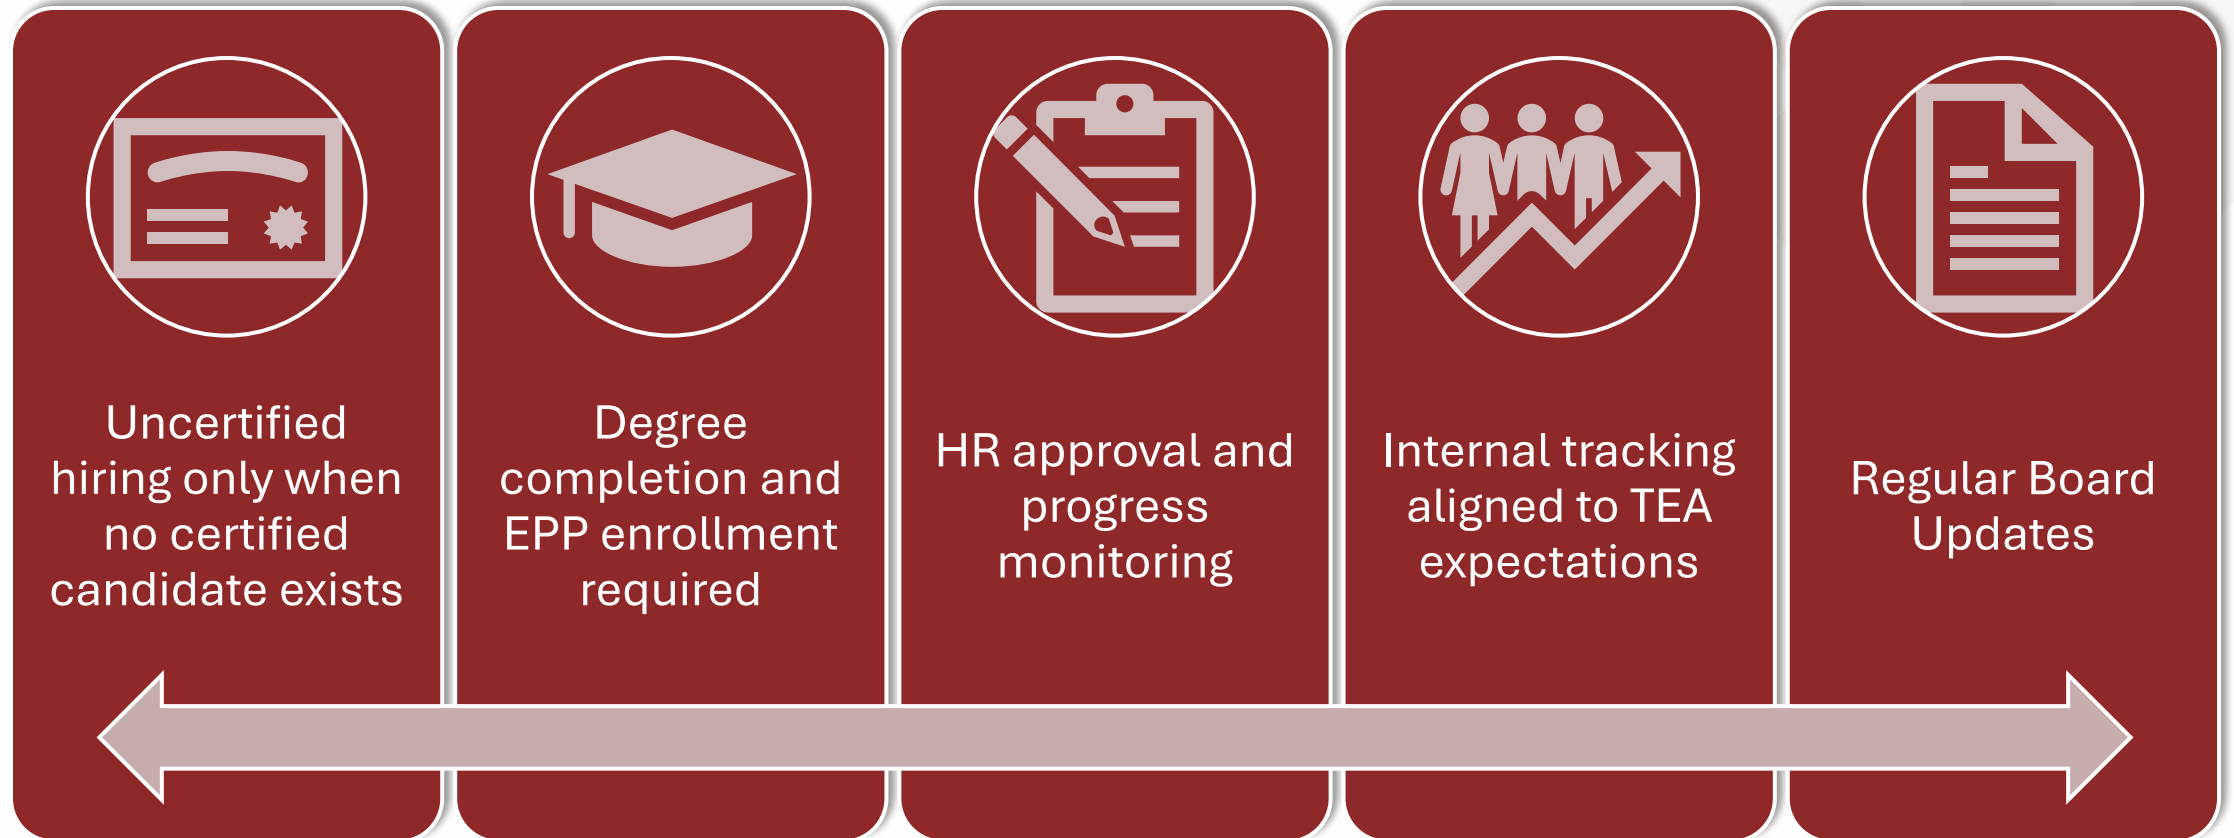 Uncertified
hiring only when
no certified
candidate exists
Degree
completion and
EPP enrollment
required
HR approval and
progress
monitoring
Internal tracking
aligned to TEA
expectations
Regular Board
Updates